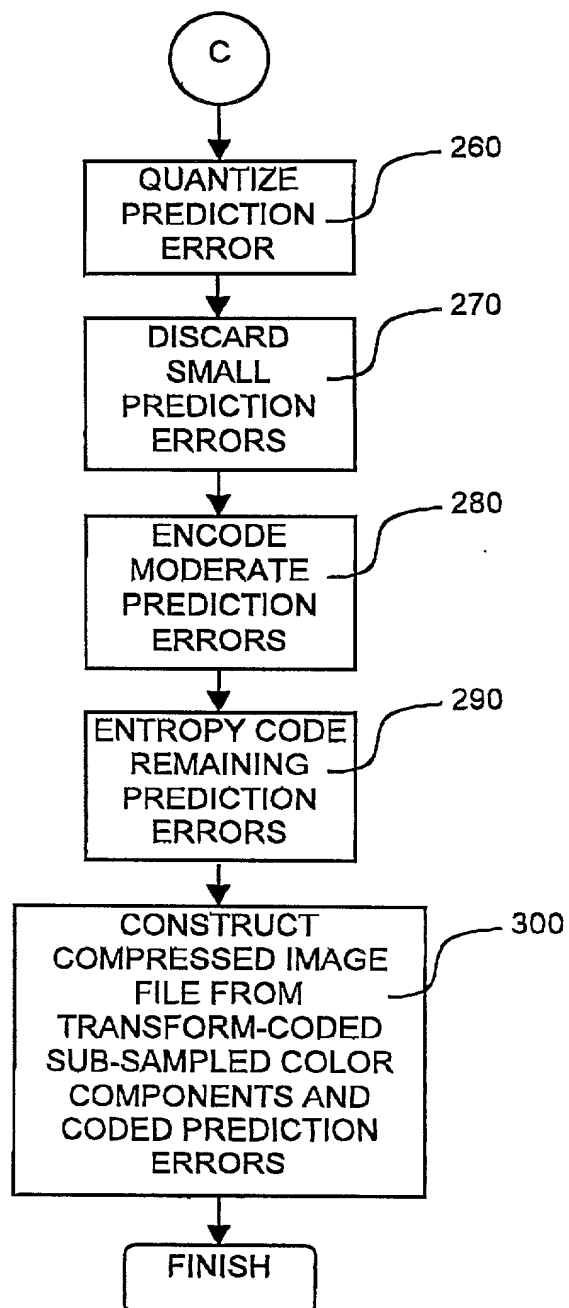 C
260
QUANTIZE
PREDICTION
ERROR
270
DISCARD
SMALL
PREDICTION
ERRORS
280
ENCODE
MODERATE
PREDICTION
ERRORS
290
ENTROPY CODE
REMAINING
PREDICTION
ERRORS
300
CONSTRUCT
COMPRESSED IMAGE
FILE FROM
TRANSFORM-CODED
SUB-SAMPLED COLOR
COMPONENTS AND
CODED PREDICTION
ERRORS
FINISH